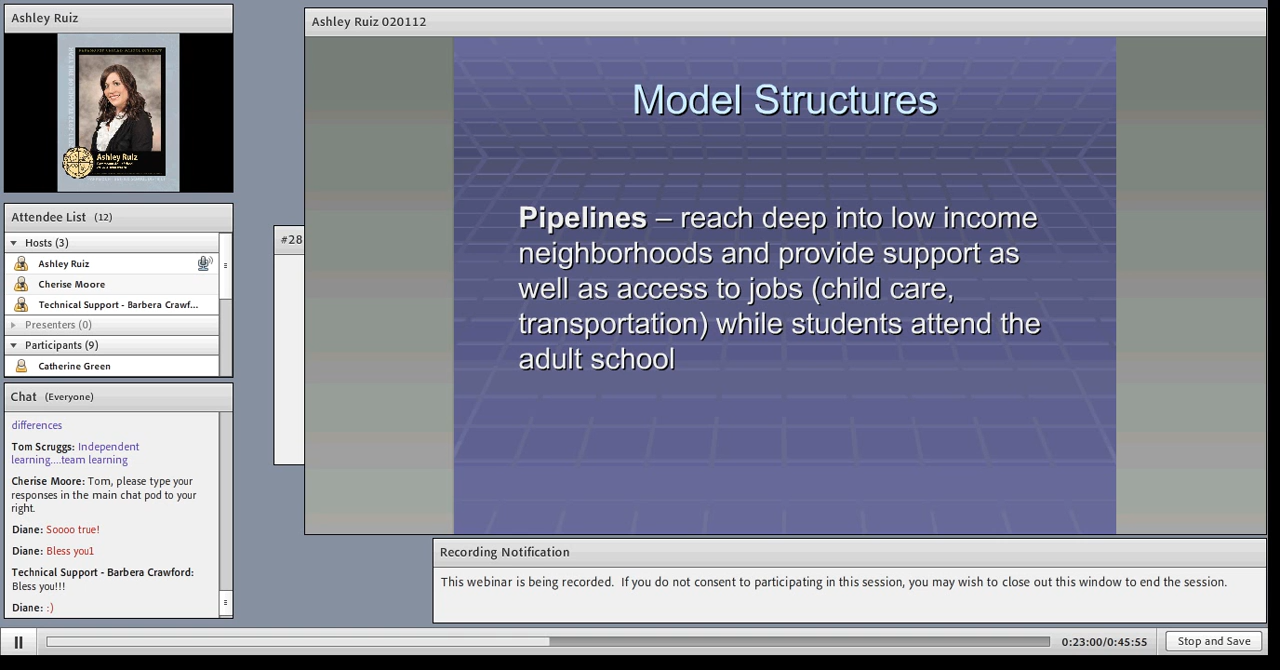 Ashley Ruiz
Ashley Ruiz
Attendee List (12)
Hosts (3)
Ashley Ruiz
Cherise Moore
Technical Support - Barbera Crawf...
Presenters (0)
Participants (9)
Catherine Green
Chat (Everyone)
differences
Tom Scruggs: Independent
learning....team learning
Cherise Moore: Tom, please type your
responses in the main chat pod to your
right.
Diane: Soooo true!
Diane: Bless you1
Technical Support - Barbera Crawford:
Bless you!!!
Diane: :)
#28
Ashley Ruiz 020112
Model Structures
Pipelines – reach deep into low income
neighborhoods and provide support as
well as access to jobs (child care,
transportation) while students attend the
adult school
Recording Notification
This webinar is being recorded. If you do not consent to participating in this session, you may wish to close out this window to end the session.
0:23:00/0:45:55
Stop and Save